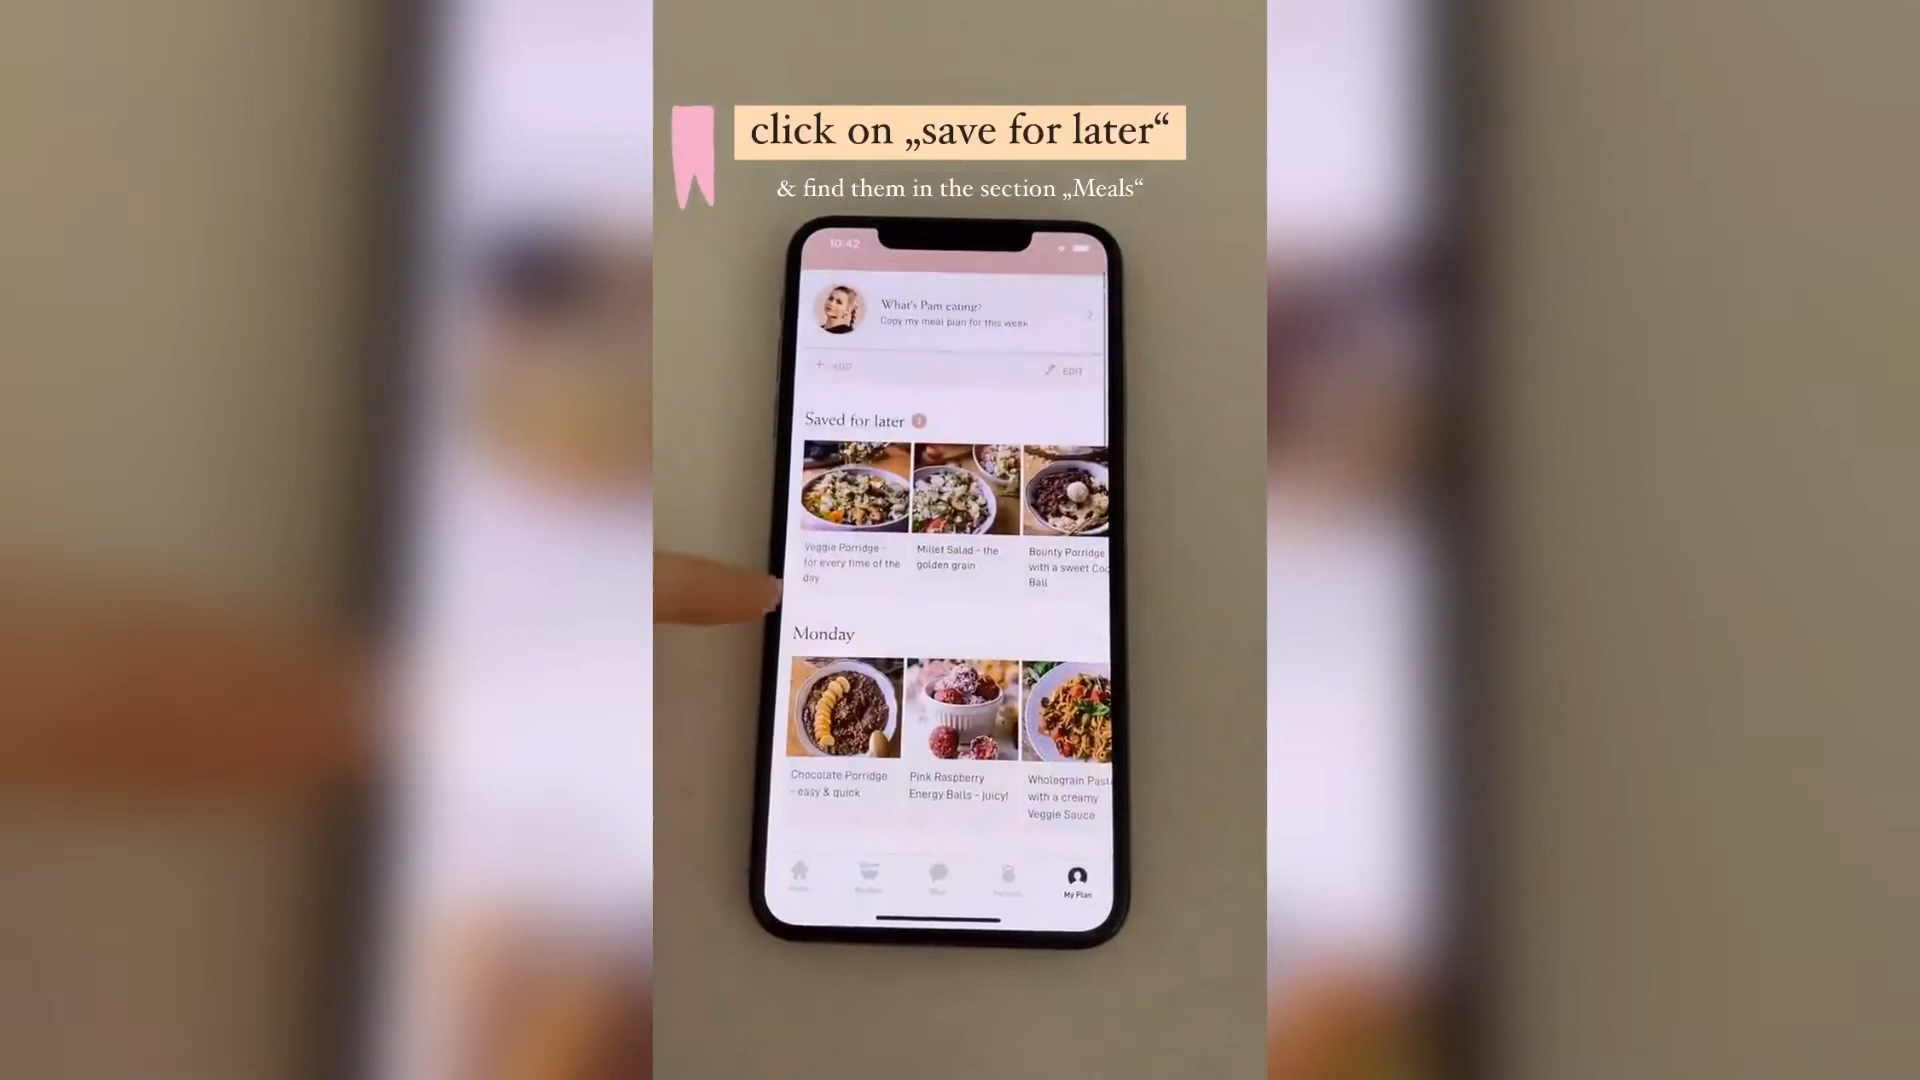 click on „save for later“
& find them in the section „Meals“
10:42
What's Pam eating?
Copy my meal plan for this week
+ ADD
EDIT
Saved for later
Veggie Porridge -
for every time of the
day
Millet Salad - the
golden grain
Bounty Porridge
with a sweet Coc
Ball
Monday
Chocolate Porridge
- easy & quick
Pink Raspberry
Energy Balls - juicy!
Wholegrain Past
with a creamy
Veggie Sauce
My Plan